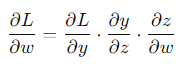 ∂L/∂w = ∂L/∂y · ∂y/∂z · ∂z/∂w